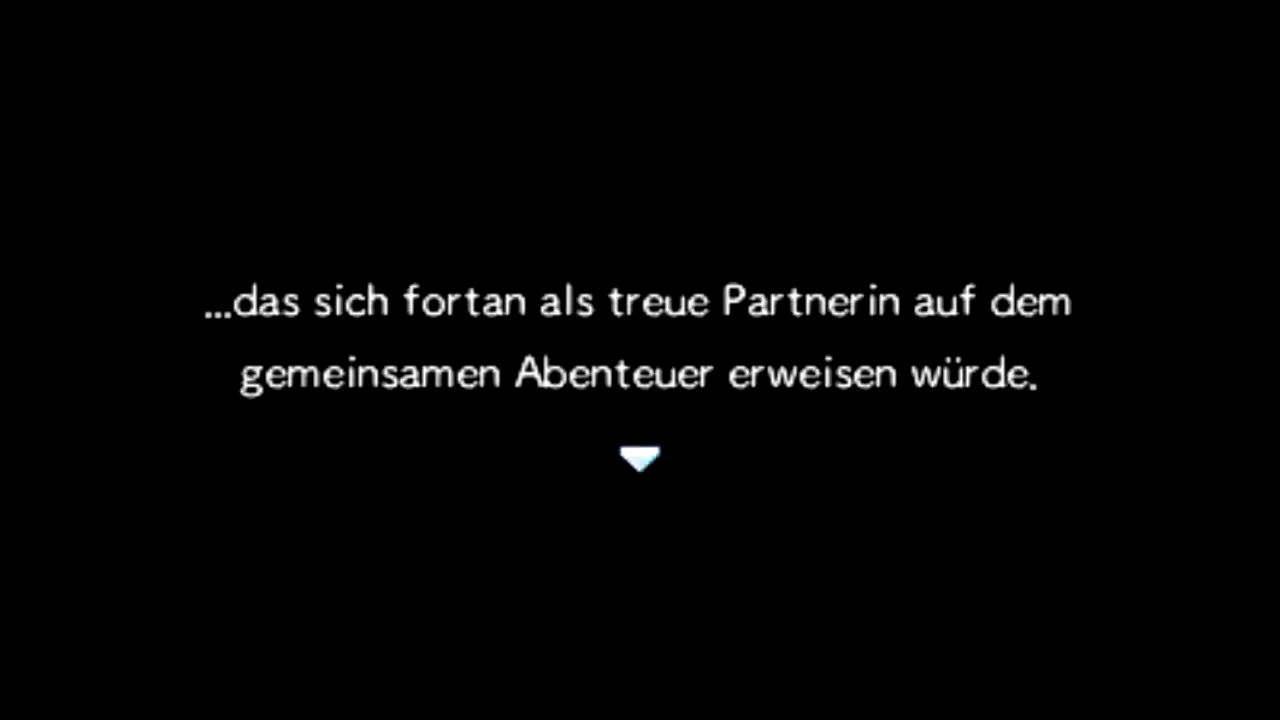 ...das sich fortan als treue Partnerin auf dem
gemeinsamen Abenteuer erweisen würde.